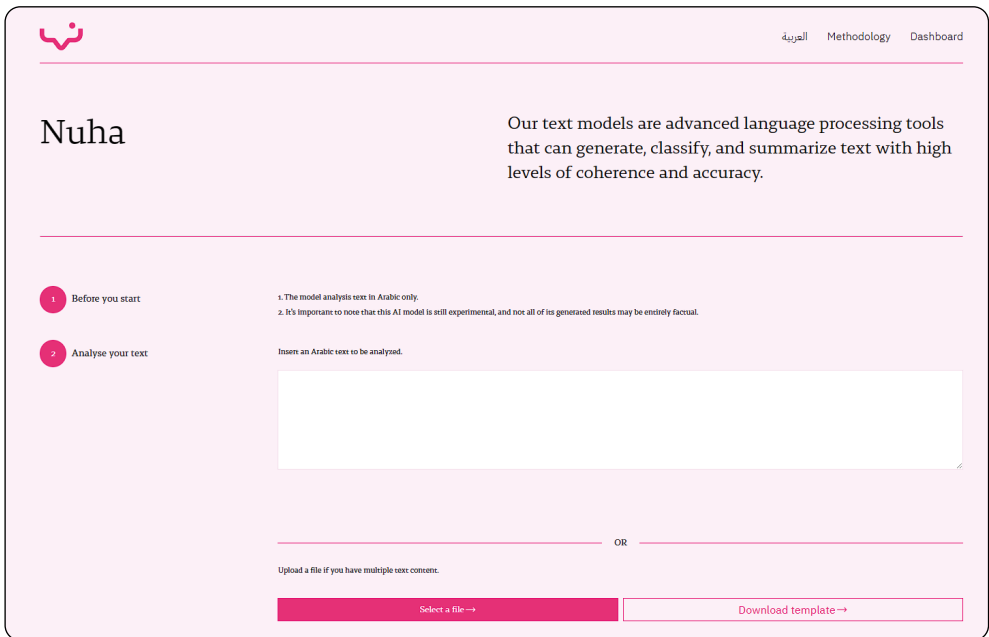 العربية Methodology Dashboard
Nuha
Our text models are advanced language processing tools
that can generate, classify, and summarize text with high
levels of coherence and accuracy.
1 Before you start
1. The model analysis text in Arabic only.
2. It's important to note that this AI model is still experimental, and not all of its generated results may be entirely factual.
2 Analyse your text
Insert an Arabic text to be analyzed.
OR
Upload a file if you have multiple text content.
Select a file→
Download template→